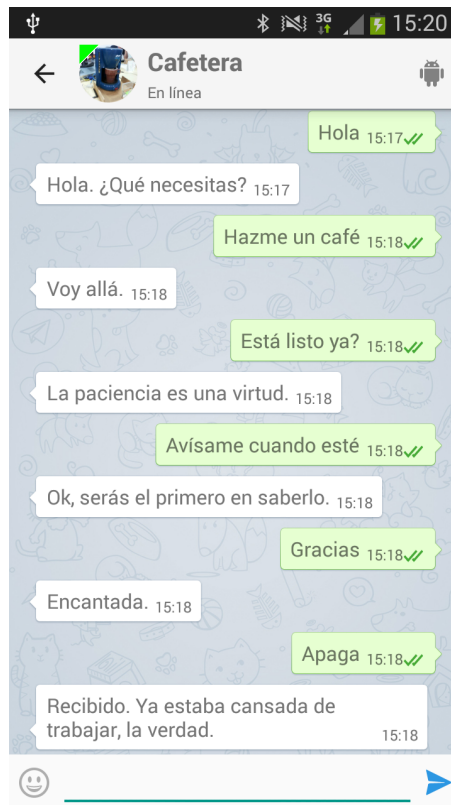 3G 15:20
Cafetera
En línea
Hola 15:17
Hola. ¿Qué necesitas? 15:17
Hazme un café 15:18
Voy allá. 15:18
Está listo ya? 15:18
La paciencia es una virtud. 15:18
Avísame cuando esté 15:18
Ok, serás el primero en saberlo. 15:18
Gracias 15:18
Encantada. 15:18
Apaga 15:18
Recibido. Ya estaba cansada de
trabajar, la verdad. 15:18